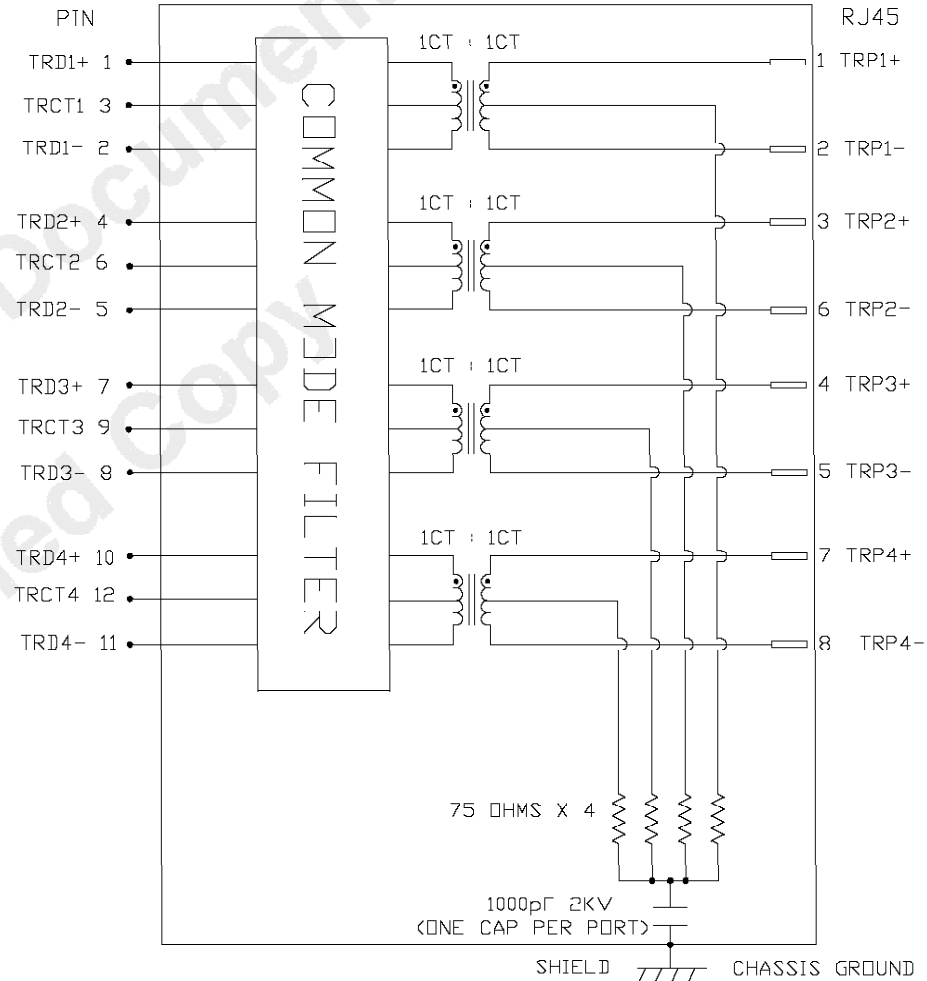 PIN
RJ45
1CT : 1CT
TRD1+ 1
1 TRP1+
TRCT1 3
TRD1- 2
2 TRP1-
1CT : 1CT
TRD2+ 4
3 TRP2+
TRCT2 6
TRD2- 5
6 TRP2-
1CT : 1CT
TRD3+ 7
4 TRP3+
TRCT3 9
TRD3- 8
5 TRP3-
1CT : 1CT
TRD4+ 10
7 TRP4+
TRCT4 12
TRD4- 11
8 TRP4-
COMMON MODE FILTER
75 OHMS X 4
1000pF 2KV
(ONE CAP PER PORT)
SHIELD
CHASSIS GROUND
Document
Copy